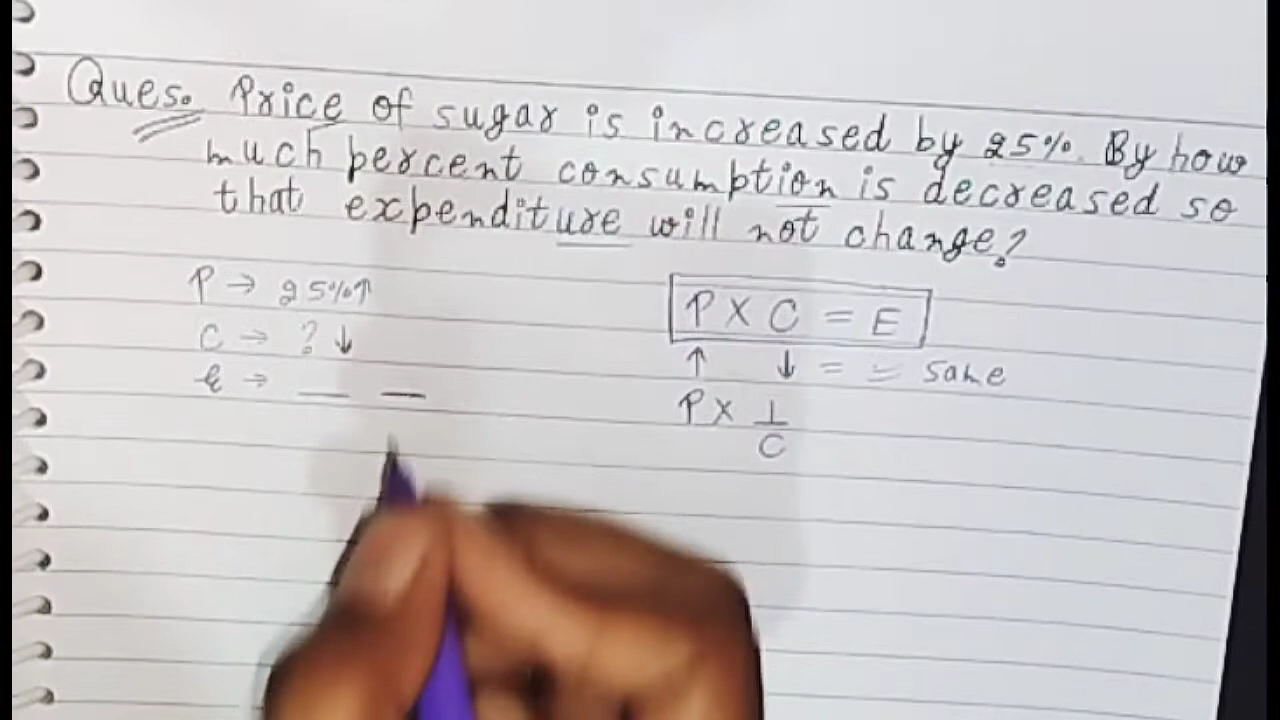 Ques. Price of sugar is increased by 25%. By how
much percent consumption is decreased so
that expenditure will not change?
P → 25%↑
C → ? ↓
E → — —
P X C = E
↑ ↓ = = same
P X 1/C